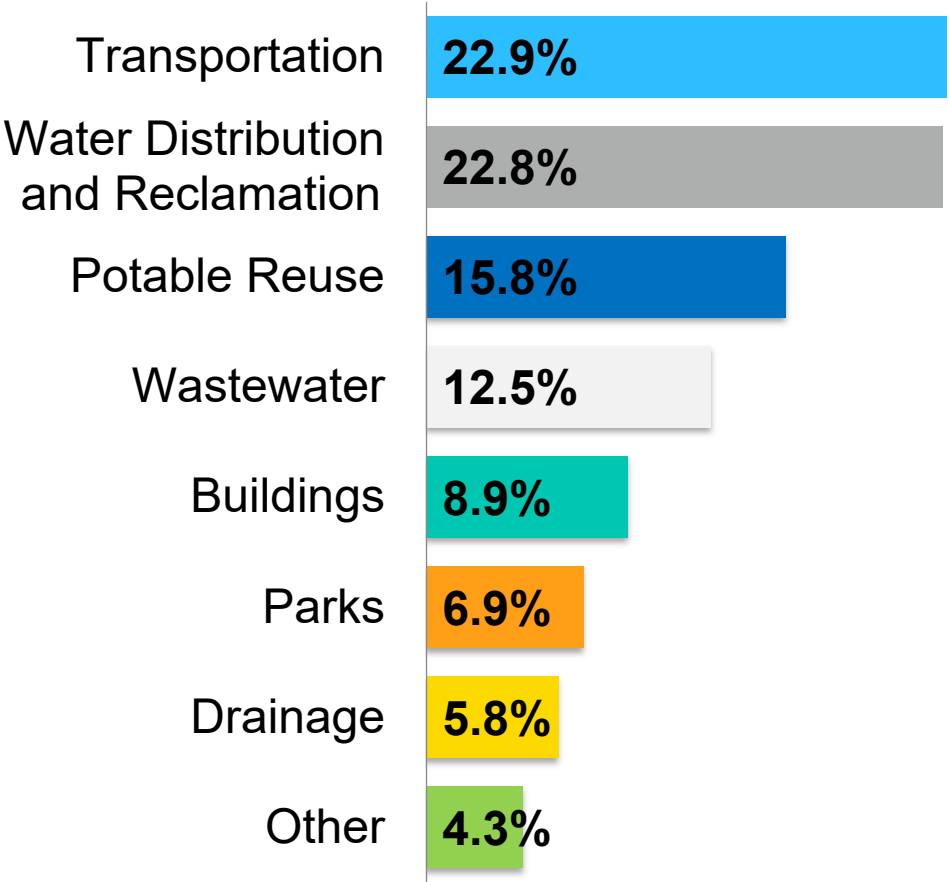 Transportation 22.9%
Water Distribution
and Reclamation 22.8%
Potable Reuse 15.8%
Wastewater 12.5%
Buildings 8.9%
Parks 6.9%
Drainage 5.8%
Other 4.3%